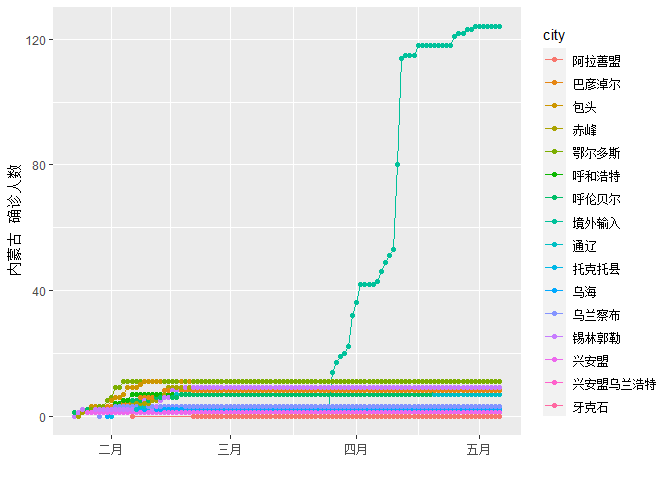 city
120
80
40
0
内蒙古 确诊人数
二月 三月 四月 五月
阿拉善盟
巴彦淖尔
包头
赤峰
鄂尔多斯
呼和浩特
呼伦贝尔
境外输入
通辽
托克托县
乌海
乌兰察布
锡林郭勒
兴安盟
兴安盟乌兰浩特
牙克石